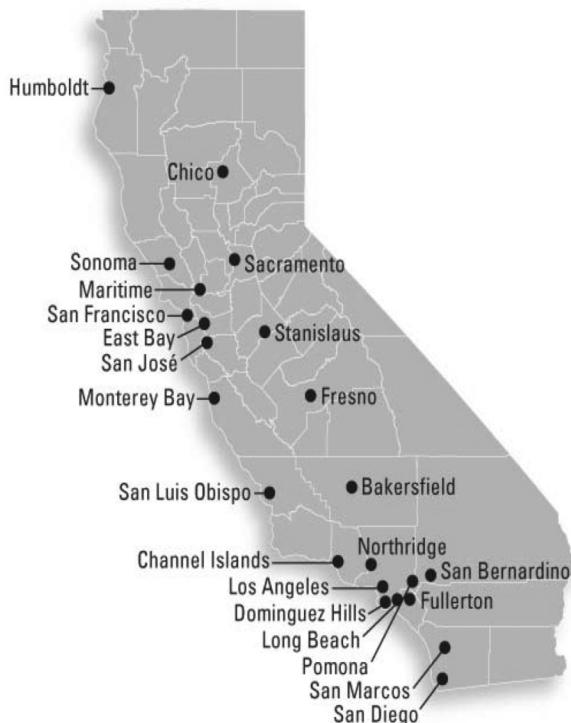 Humboldt
Chico
Sonoma
Sacramento
Maritime
San Francisco
East Bay
Stanislaus
San José
Monterey Bay
Fresno
San Luis Obispo
Bakersfield
Channel Islands
Northridge
San Bernardino
Los Angeles
Dominguez Hills
Fullerton
Long Beach
Pomona
San Marcos
San Diego